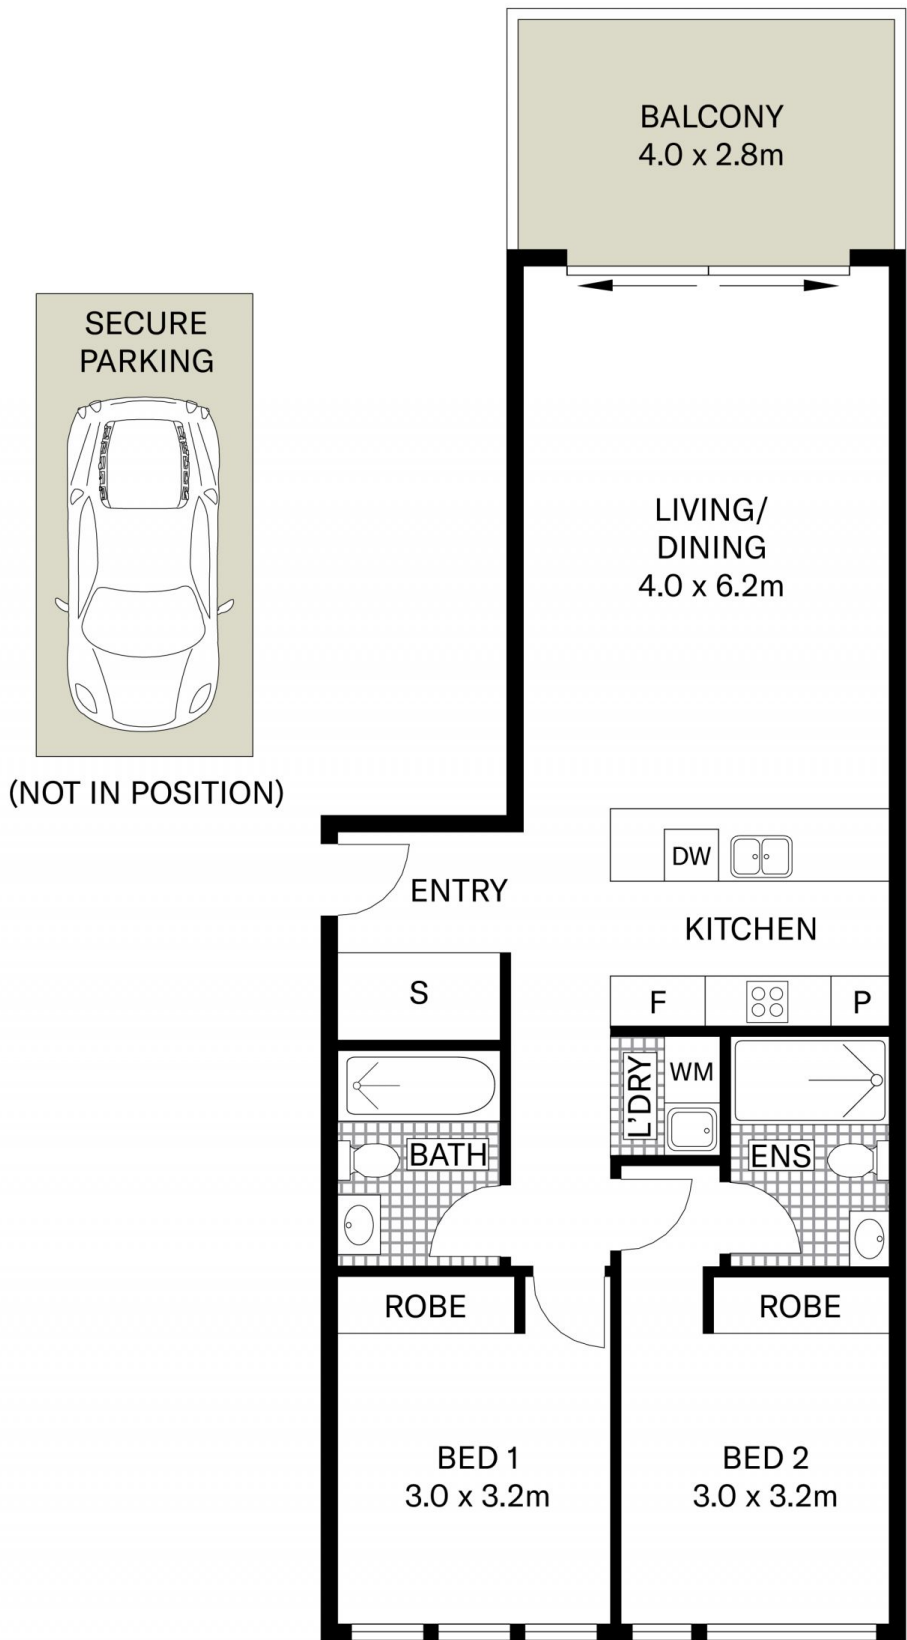 BALCONY
4.0 x 2.8m
SECURE
PARKING
(NOT IN POSITION)
LIVING/
DINING
4.0 x 6.2m
DW
ENTRY
KITCHEN
S
F
P
L'DRY
WM
BATH
ENS
ROBE
ROBE
BED 1
3.0 x 3.2m
BED 2
3.0 x 3.2m